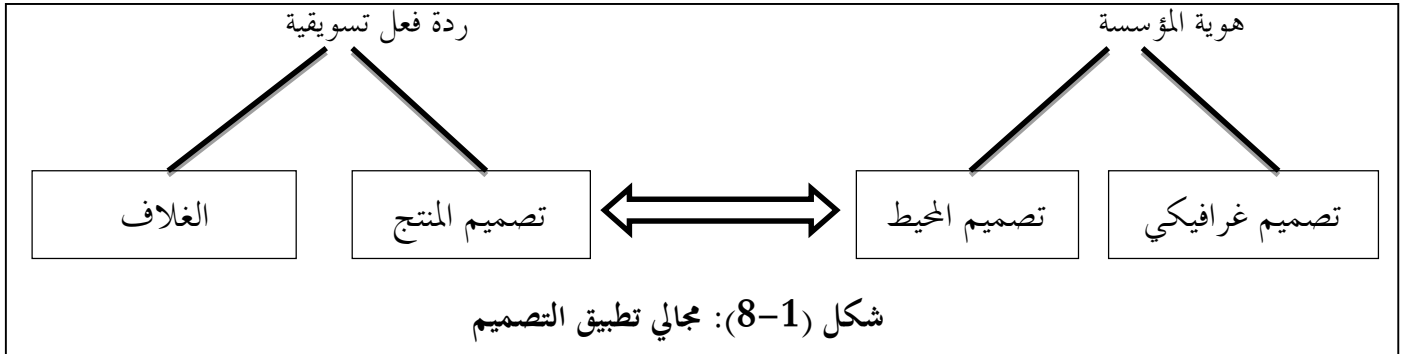 هوية المؤسسة
ردة فعل تسويقية
تصميم غرافيكي
تصميم المحيط
تصميم المنتج
الغلاف
شكل (1-8): مجالي تطبيق التصميم